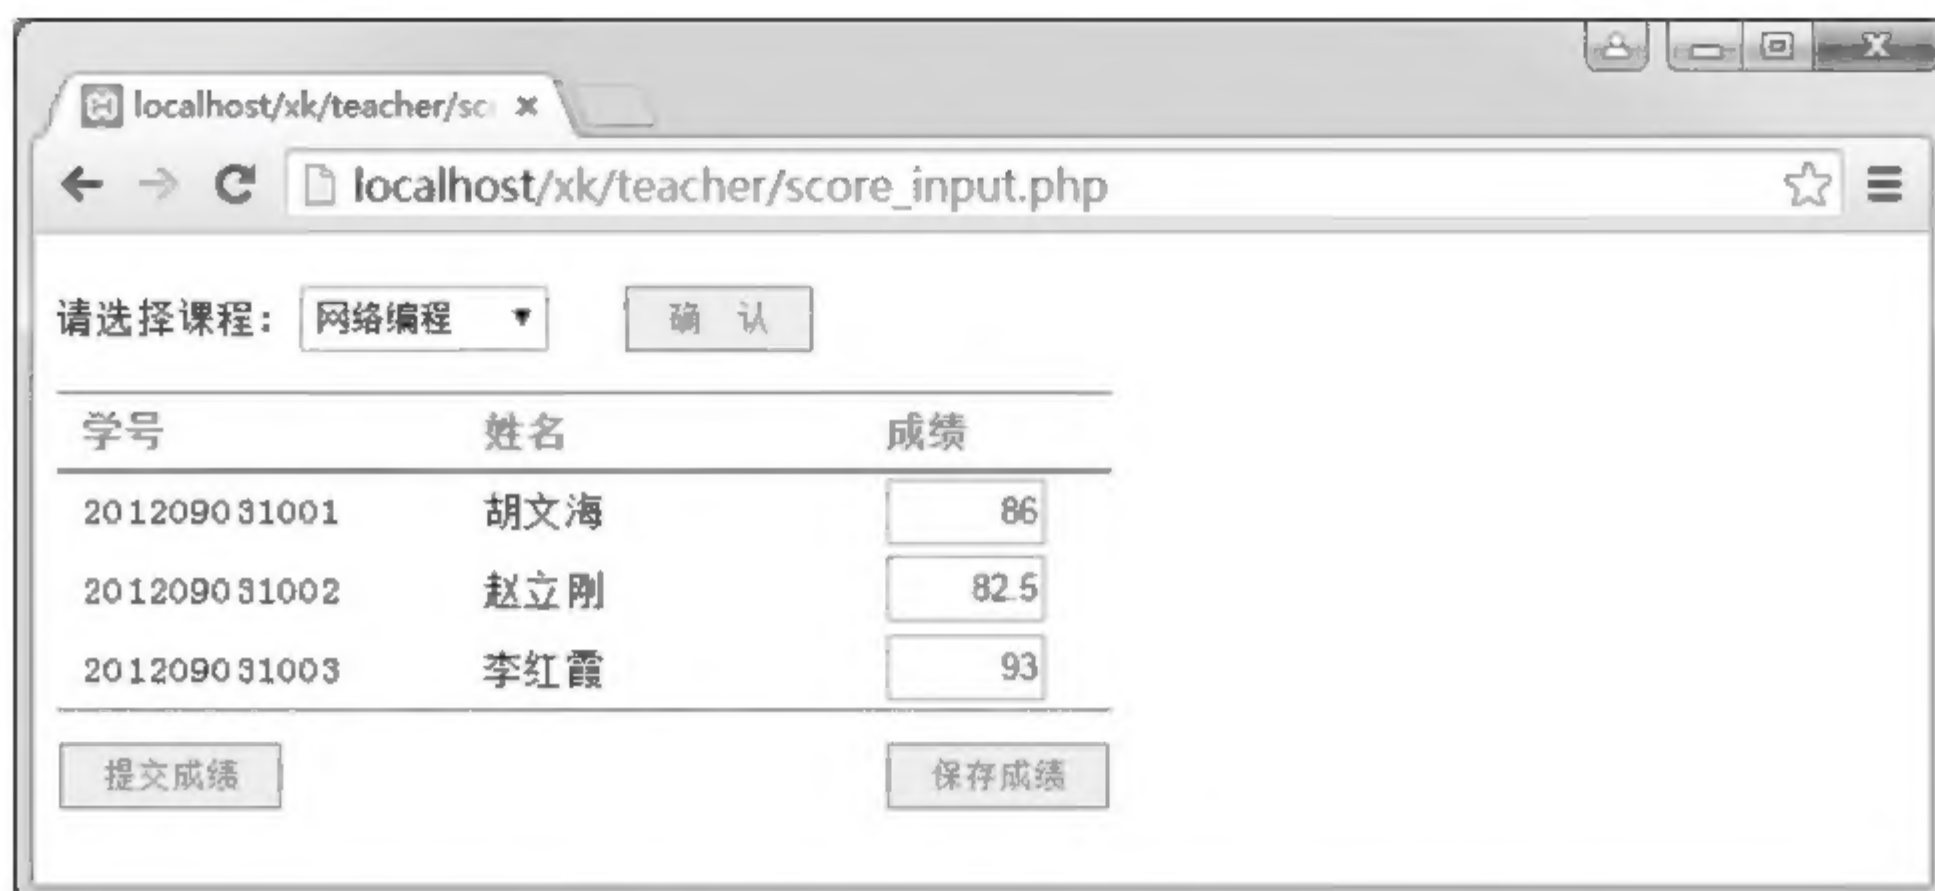 localhost/xk/teacher/sc
localhost/xk/teacher/score_input.php
请选择课程: 网络编程 确 认
学号 姓名 成绩
201209031001 胡文海 86
201209031002 赵立刚 82.5
201209031003 李红霞 93
提交成绩 保存成绩